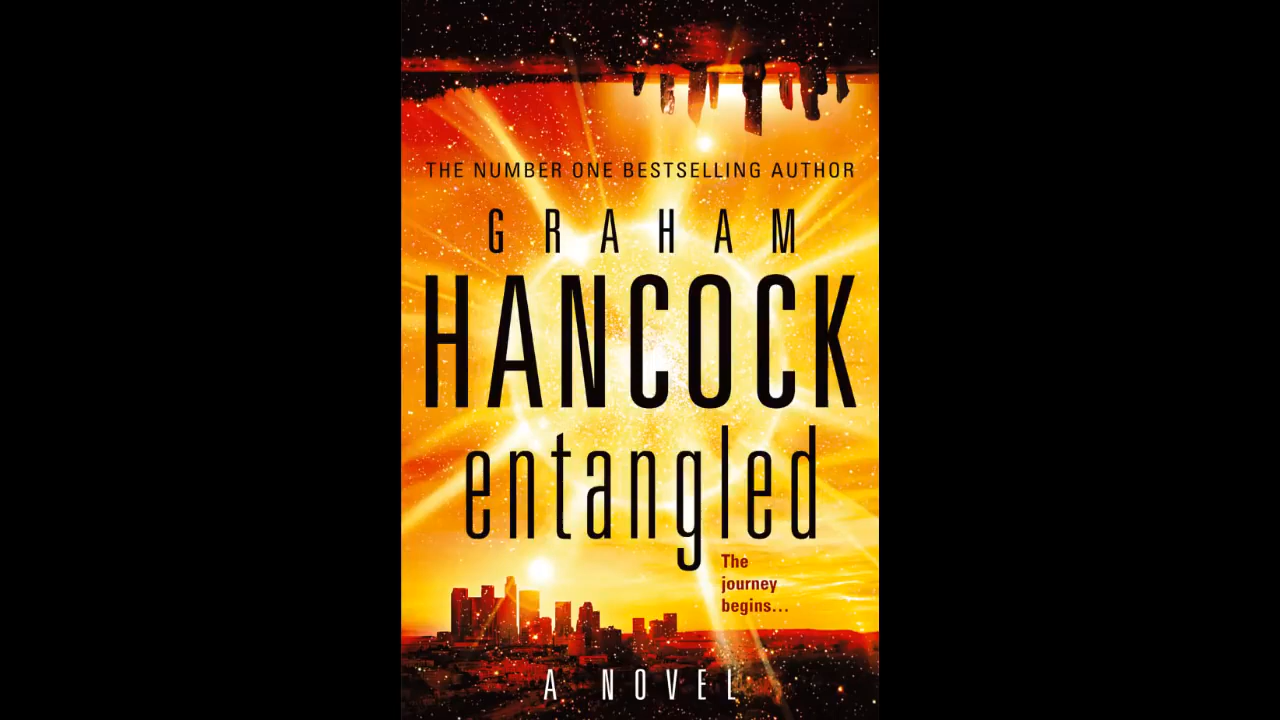 THE NUMBER ONE BESTSELLING AUTHOR
GRAHAM
HANCOCK
entangled
The
journey
begins...
A NOVEL